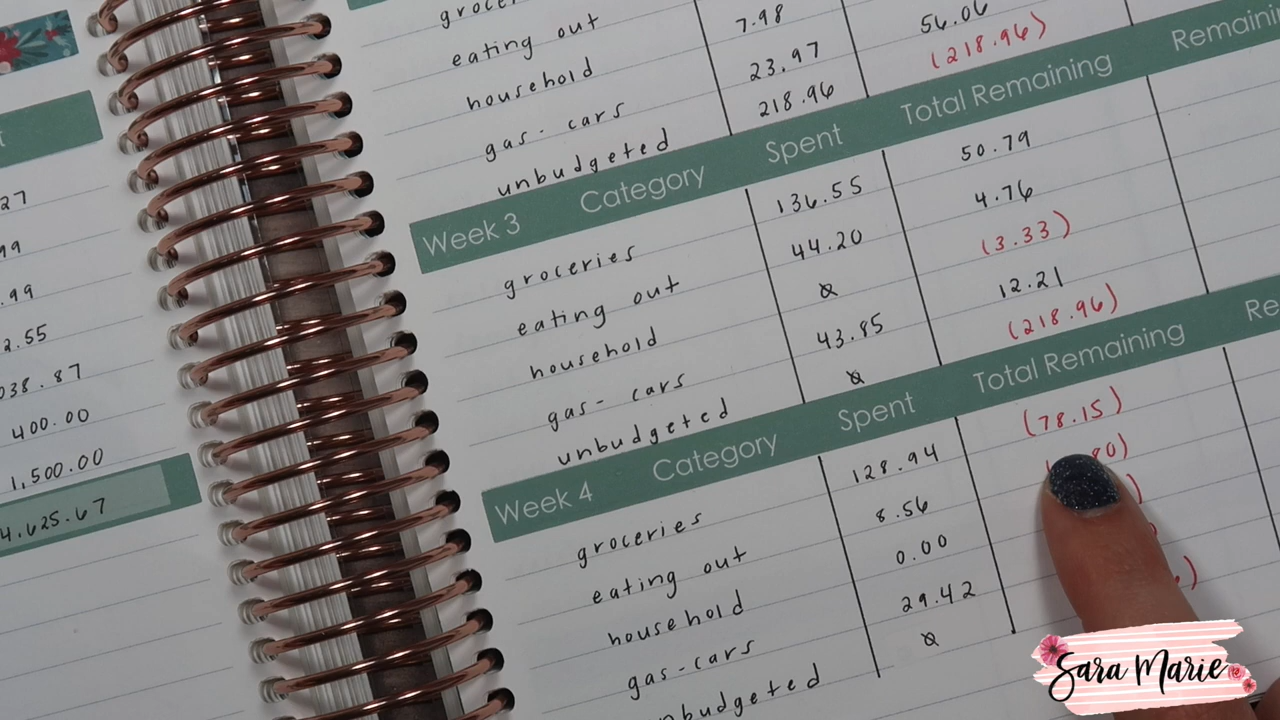 27
99
.99
2.55
038.87
400.00
1,500.00
4,625.67
eating out 7.98 56.06
household 23.97 (218.96)
gas- cars 218.96
unbudgeted
Week 3 Category Spent Total Remaining
groceries 136.55 50.79
eating out 44.20 4.76
household 0 (3.33)
gas- cars 43.85 12.21
unbudgeted 0 (218.96)
Week 4 Category Spent Total Remaining
groceries 128.94 (78.15)
eating out 8.56
household 0.00
gas-cars 29.42
unbudgeted 0
Sara Marie